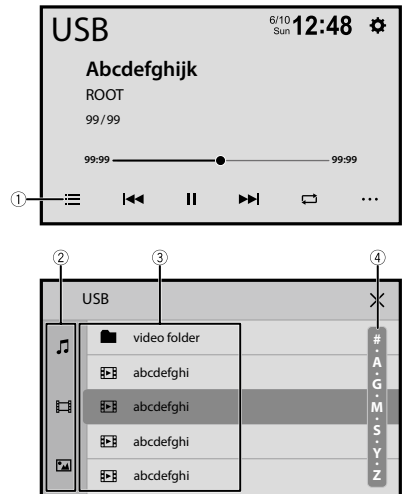 USB 6/10 Sun 12:48
Abcdefghijk
ROOT
99/99
99:99 99:99
①
② ③ ④
USB
video folder
abcdefghi
abcdefghi
abcdefghi
abcdefghi
#
A
G
M
S
Y
Z